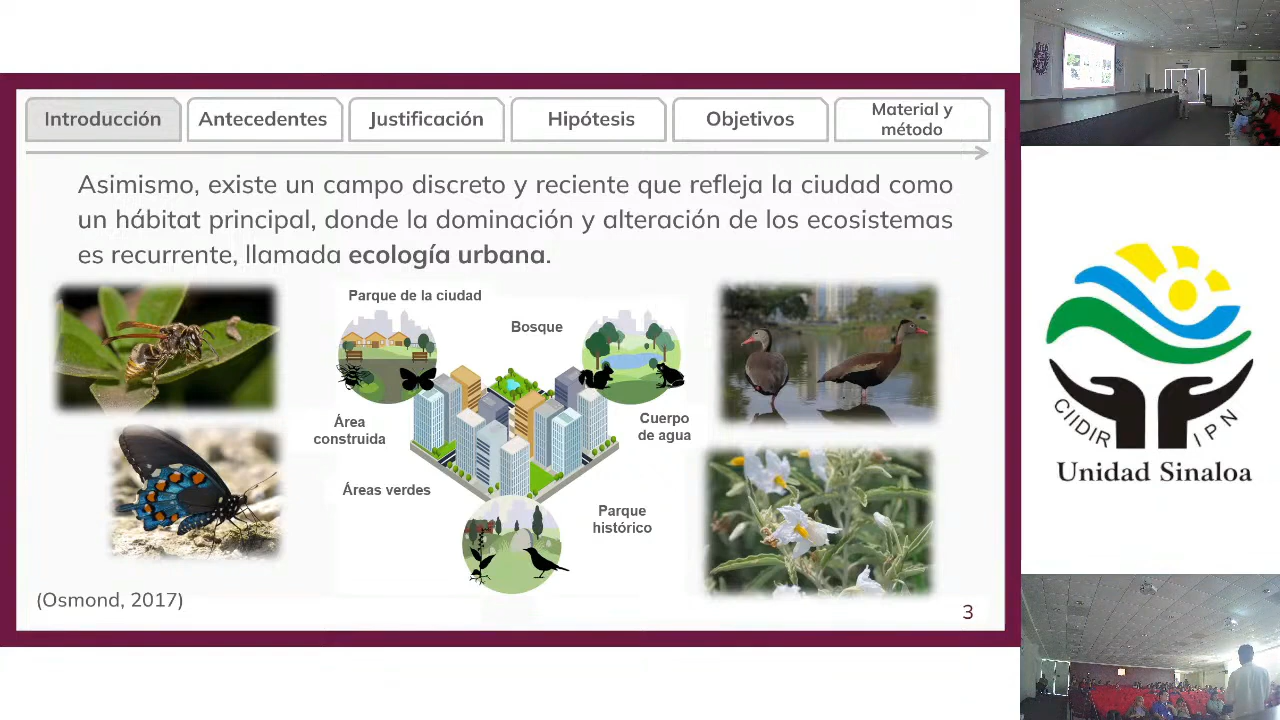 Introducción
Antecedentes
Justificación
Hipótesis
Objetivos
Material y
método
Asimismo, existe un campo discreto y reciente que refleja la ciudad como
un hábitat principal, donde la dominación y alteración de los ecosistemas
es recurrente, llamada ecología urbana.
Parque de la ciudad
Bosque
Área
construida
Cuerpo
de agua
Áreas verdes
Parque
histórico
(Osmond, 2017)
3
CIIDIR IPN
Unidad Sinaloa